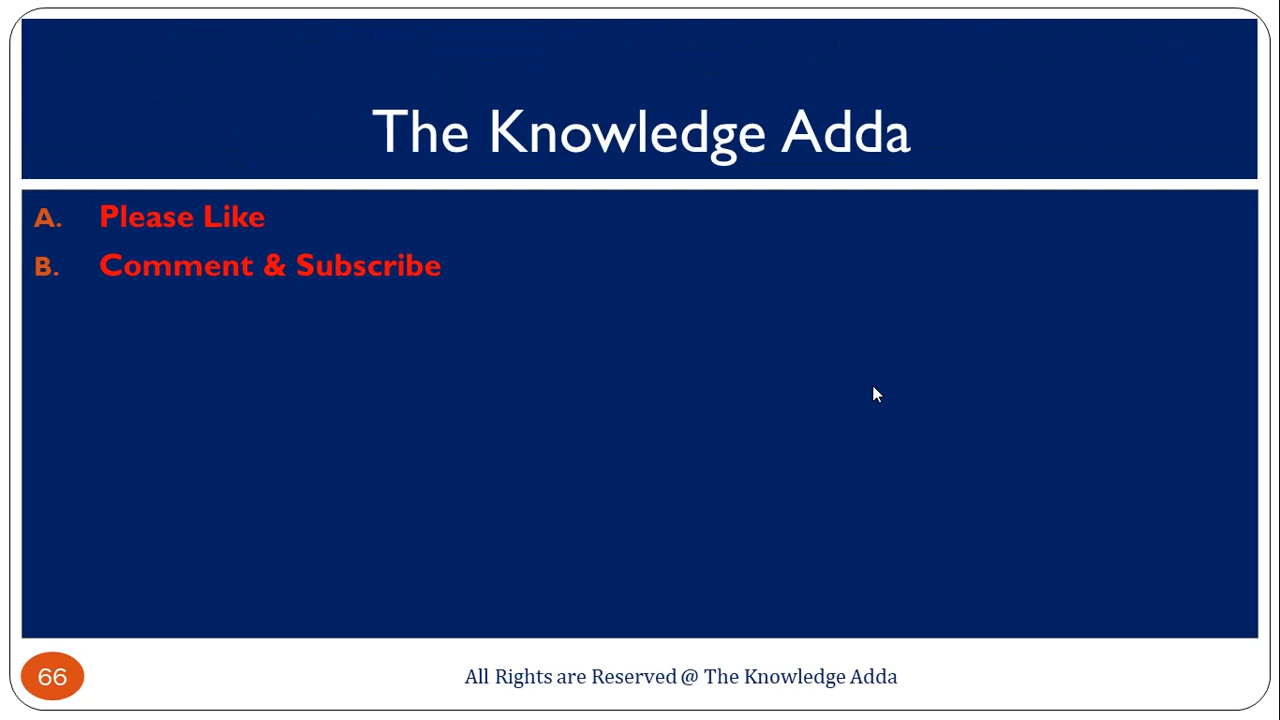 The Knowledge Adda
A. Please Like
B. Comment & Subscribe
66
All Rights are Reserved @ The Knowledge Adda